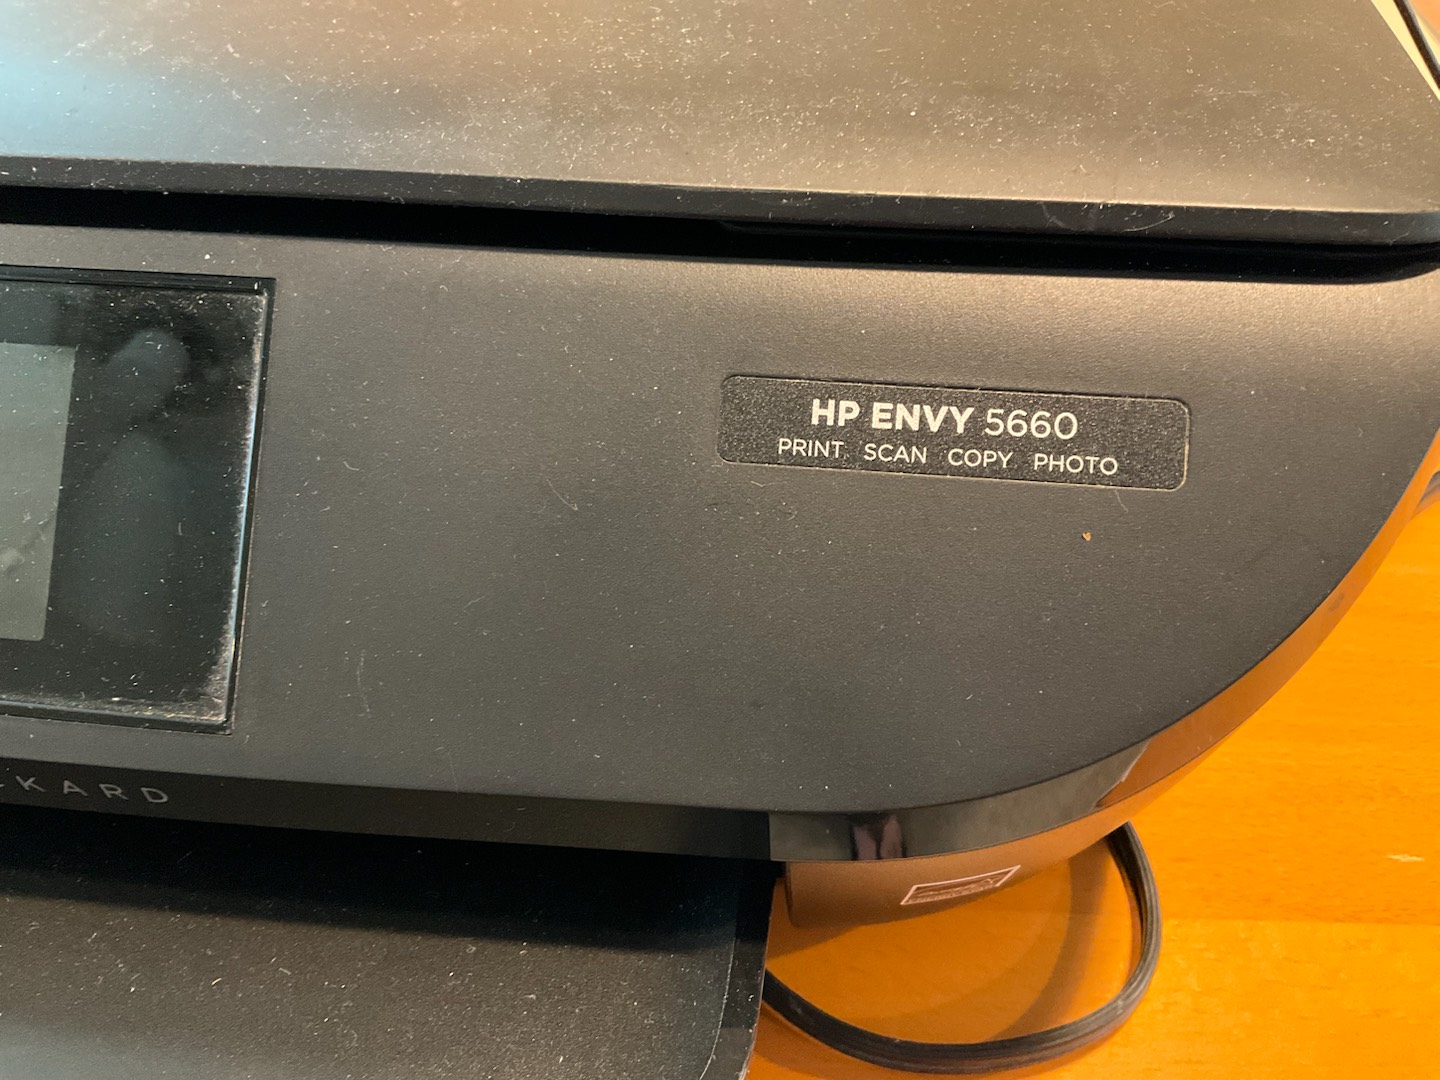 HP ENVY 5660
PRINT SCAN COPY PHOTO
CKARD